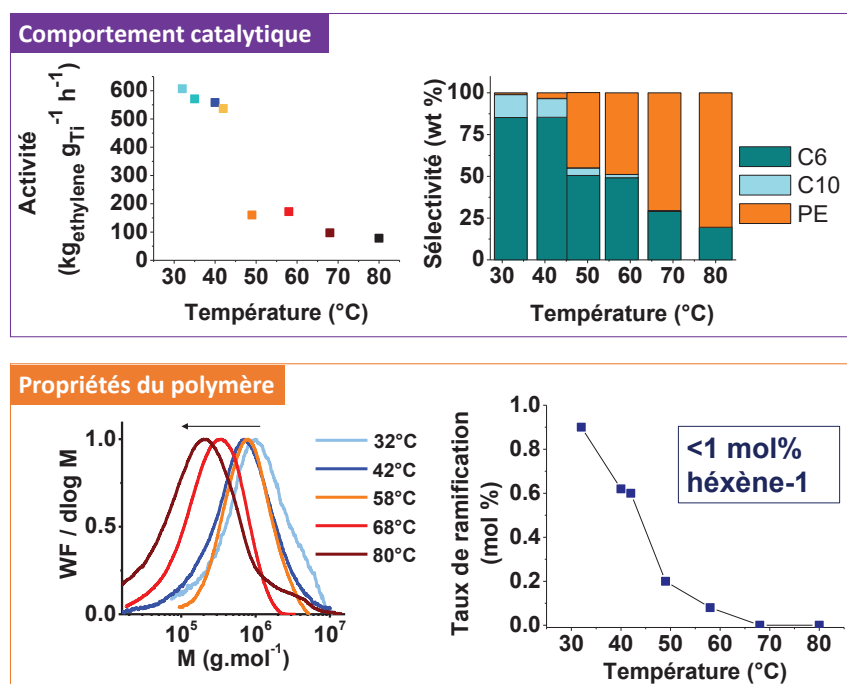 Comportement catalytique
Activité
(kg_ethylene g_Ti^-1 h^-1)
600
500
400
300
200
100
0
30 40 50 60 70 80
Température (°C)
Sélectivité (wt %)
100
75
50
25
0
30 40 50 60 70 80
Température (°C)
C6
C10
PE
Propriétés du polymère
WF / dlog M
1.0
0.5
0.0
10^5 10^6 10^7
M (g.mol^-1)
32°C
42°C
58°C
68°C
80°C
Taux de ramification
(mol %)
1.0
0.8
0.6
0.4
0.2
0.0
30 40 50 60 70 80
Température (°C)
<1 mol%
héxène-1